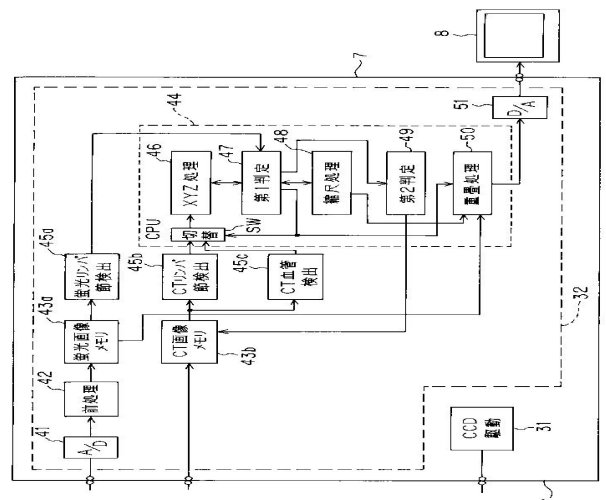 8
7
44
51
D/A
46
47
48
49
50
XYZ処理
第1判定
縮尺処理
第2判定
重畳処理
CPU
切替
SW
45a
45b
45c
蛍光リンパ
節検出
CTリンパ
節検出
CT血管
検出
43a
蛍光画像
メモリ
CT画像
メモリ
43b
42
前処理
41
A/D
32
CCD
駆動
31